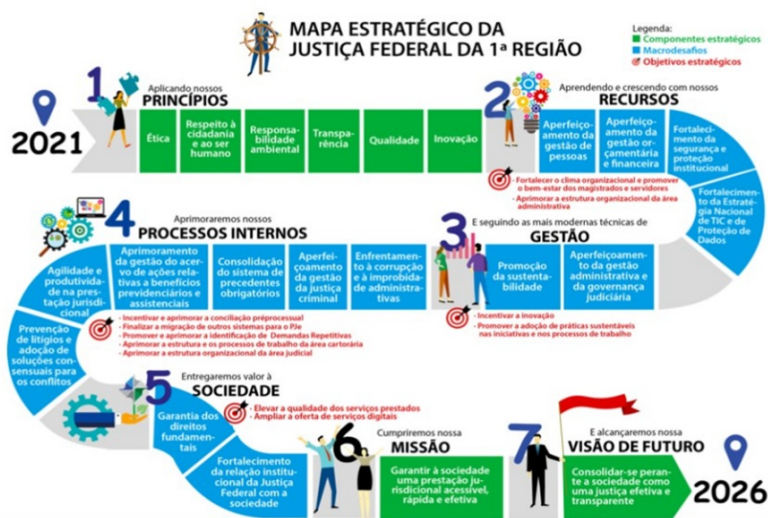 MAPA ESTRATÉGICO DA
JUSTIÇA FEDERAL DA 1ª REGIÃO
Legenda:
Componentes estratégicos
Macrodesafios
Objetivos estratégicos
2021
1
Aplicando nossos
PRINCÍPIOS
Ética
Respeito à
cidadania
e ao ser
humano
Responsa-
bilidade
ambiental
Transpa-
rência
Qualidade
Inovação
2
Aprendendo e crescendo com nossos
RECURSOS
Aperfeiço-
amento da
gestão de
pessoas
Aperfeiço-
amento da
gestão or-
çamentária
e financeira
Fortaleci-
mento da
segurança e
proteção
institucional
Fortalecimen-
to da Estraté-
gia Nacional
de TIC e de
Proteção de
Dados
- Fortalecer o clima organizacional e promover
o bem-estar dos magistrados e servidores
- Aprimorar a estrutura organizacional da área
administrativa
3
E seguindo as mais modernas técnicas de
GESTÃO
Promoção
da sustenta-
bilidade
Aperfeiçoamen-
to da gestão
administrativa e
da governança
judiciária
- Incentivar a inovação
- Promover a adoção de práticas sustentáveis
nas iniciativas e nos processos de trabalho
4
Aprimoraremos nossos
PROCESSOS INTERNOS
Enfrentamen-
to à corrupção
e à improbida-
de administra-
tivas
Aperfei-
çoamento
da gestão
da justiça
criminal
Consolidação
do sistema de
precedentes
obrigatórios
Aprimoramento
da gestão do acer-
vo de ações rela-
tivas a benefícios
previdenciários e
assistenciais
Agilidade e
produtivida-
de na pres-
tação jurisdi-
cional
Prevenção
de litígios e
adoção de
soluções con-
sensuais para
os conflitos
- Incentivar e aprimorar a conciliação préprocessual
- Finalizar a migração de outros sistemas para o PJe
- Promover e aprimorar a identificação de Demandas Repetitivas
- Aprimorar a estrutura e os processos de trabalho da área cartorária
- Aprimorar a estrutura organizacional da área judicial
5
Entregaremos valor à
SOCIEDADE
- Elevar a qualidade dos serviços prestados
- Ampliar a oferta de serviços digitais
Garantia dos
direitos
fundamen-
tais
Fortalecimento
da relação institu-
cional da Justiça
Federal com a
sociedade
6
Cumpriremos nossa
MISSÃO
Garantir à sociedade
uma prestação ju-
risdicional acessível,
rápida e efetiva
7
E alcançaremos nossa
VISÃO DE FUTURO
Consolidar-se peran-
te a sociedade como
uma justiça efetiva e
transparente
2026